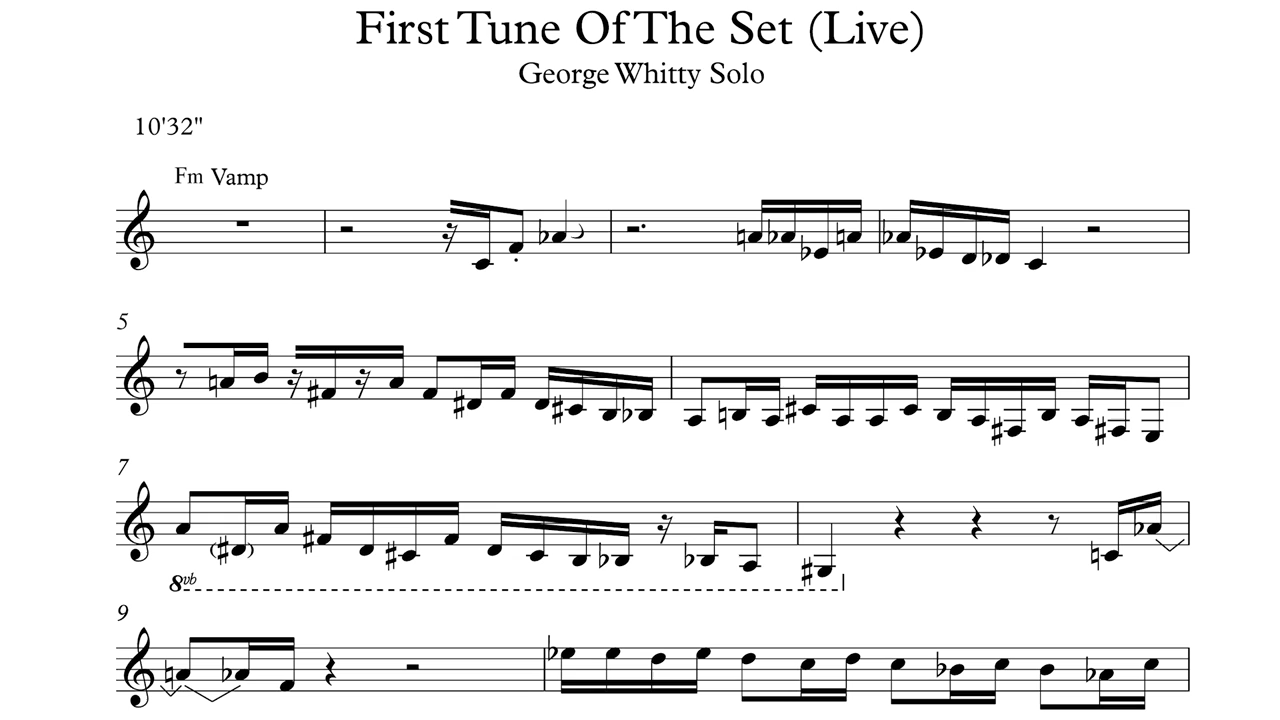 First Tune Of The Set (Live)
George Whitty Solo
10'32"
Fm Vamp
5
7
8vb
9